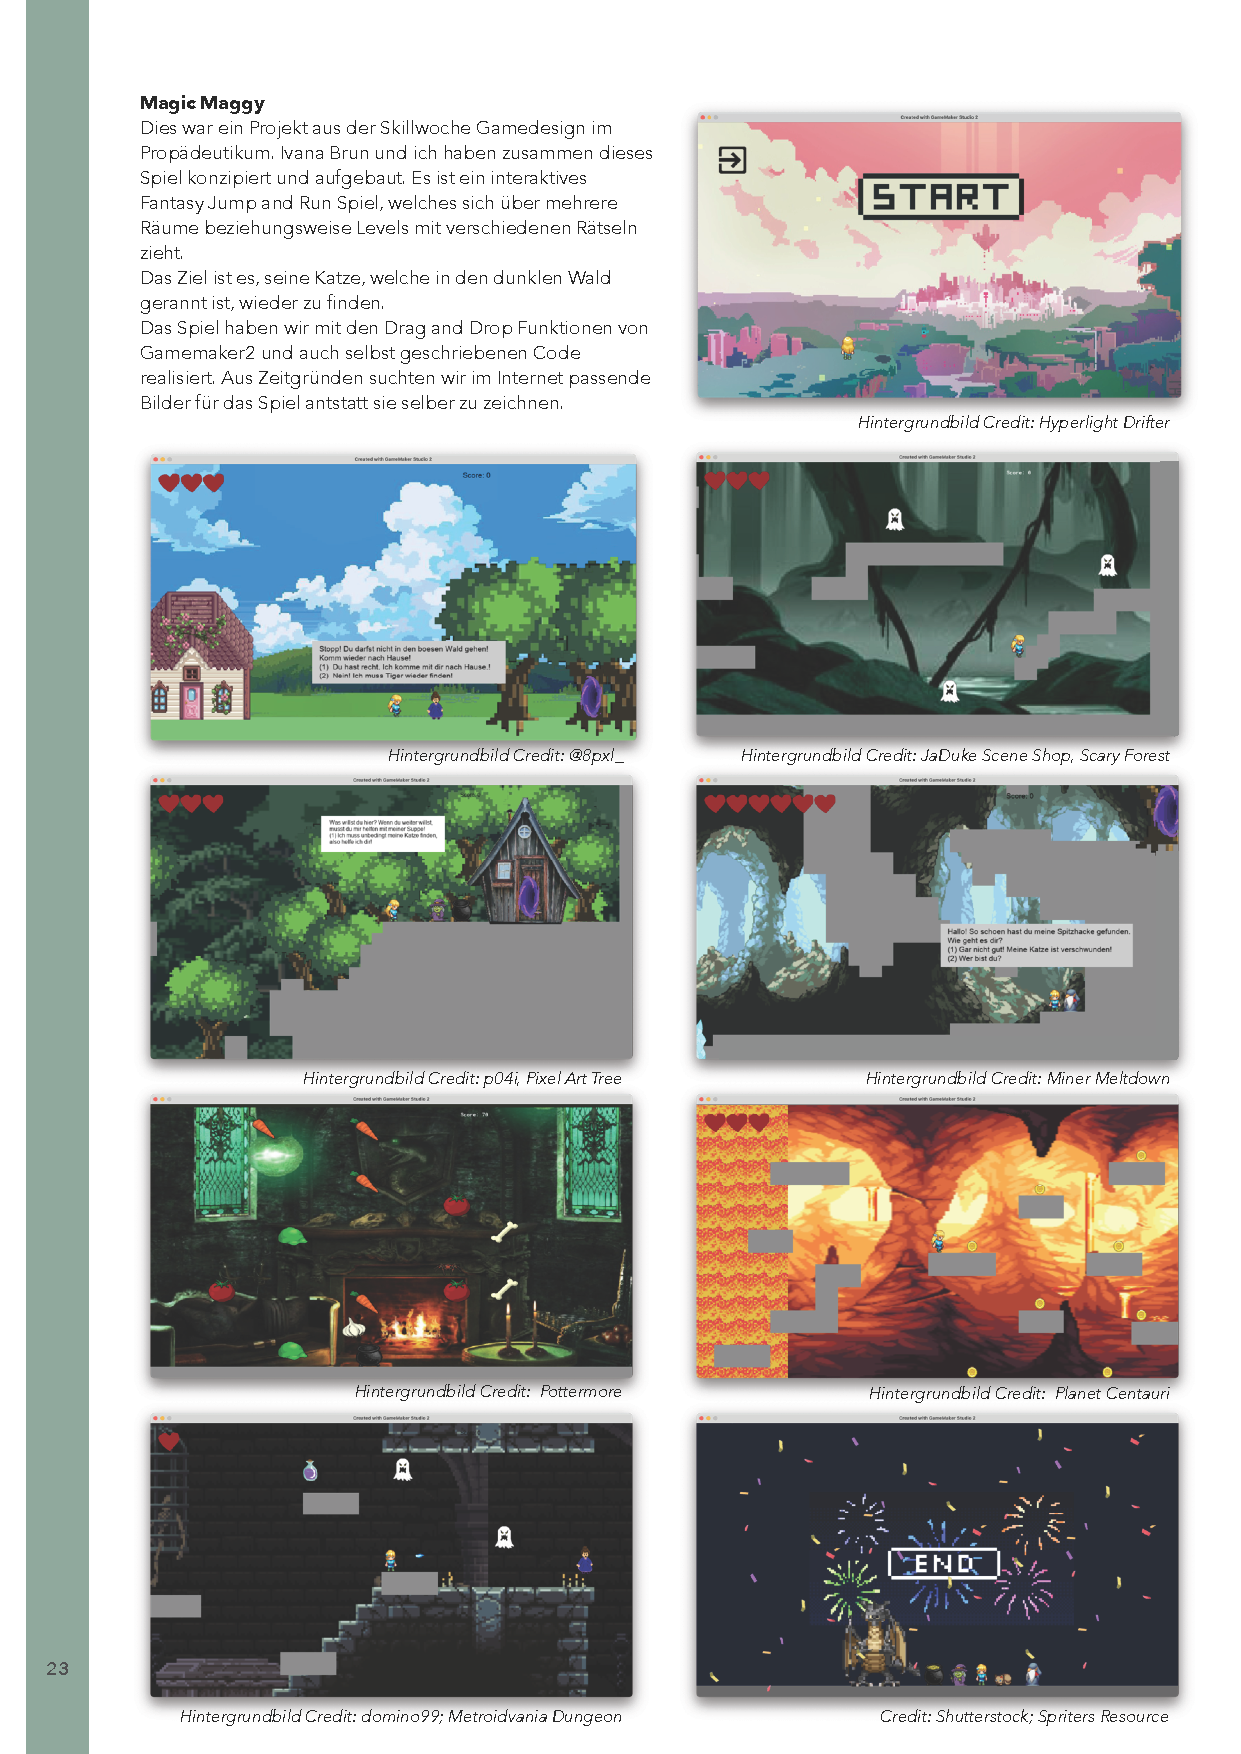 Magic Maggy
Dies war ein Projekt aus der Skillwoche Gamedesign im
Propädeutikum. Ivana Brun und ich haben zusammen dieses
Spiel konzipiert und aufgebaut. Es ist ein interaktives
Fantasy Jump and Run Spiel, welches sich über mehrere
Räume beziehungsweise Levels mit verschiedenen Rätseln
zieht.
Das Ziel ist es, seine Katze, welche in den dunklen Wald
gerannt ist, wieder zu finden.
Das Spiel haben wir mit den Drag and Drop Funktionen von
Gamemaker2 und auch selbst geschriebenen Code
realisiert. Aus Zeitgründen suchten wir im Internet passende
Bilder für das Spiel antstatt sie selber zu zeichnen.
Created with GameMaker Studio 2
START
Hintergrundbild Credit: Hyperlight Drifter
Created with GameMaker Studio 2
Score: 0
Stopp! Du darfst nicht in den boesen Wald gehen!
Komm wieder nach Hause!
(1) Du hast recht. Ich komme mit dir nach Hause.!
(2) Nein! Ich muss Tiger wieder finden!
Hintergrundbild Credit: @8pxl_
Created with GameMaker Studio 2
Score: 0
Hintergrundbild Credit: JaDuke Scene Shop, Scary Forest
Created with GameMaker Studio 2
Was willst du hier? Wenn du weiter willst,
musst du mir helfen mit meiner Suppe!
(1) Ich muss unbedingt meine Katze finden,
also helfe ich dir!
Hintergrundbild Credit: p04i, Pixel Art Tree
Created with GameMaker Studio 2
Score: 0
Hallo! So schoen hast du meine Spitzhacke gefunden.
Wie geht es dir?
(1) Gar nicht gut! Meine Katze ist verschwunden!
(2) Wer bist du?
Hintergrundbild Credit: Miner Meltdown
Created with GameMaker Studio 2
Score: 70
Hintergrundbild Credit: Pottermore
Created with GameMaker Studio 2
Hintergrundbild Credit: Planet Centauri
Created with GameMaker Studio 2
Hintergrundbild Credit: domino99; Metroidvania Dungeon
Created with GameMaker Studio 2
END
Credit: Shutterstock; Spriters Resource
23